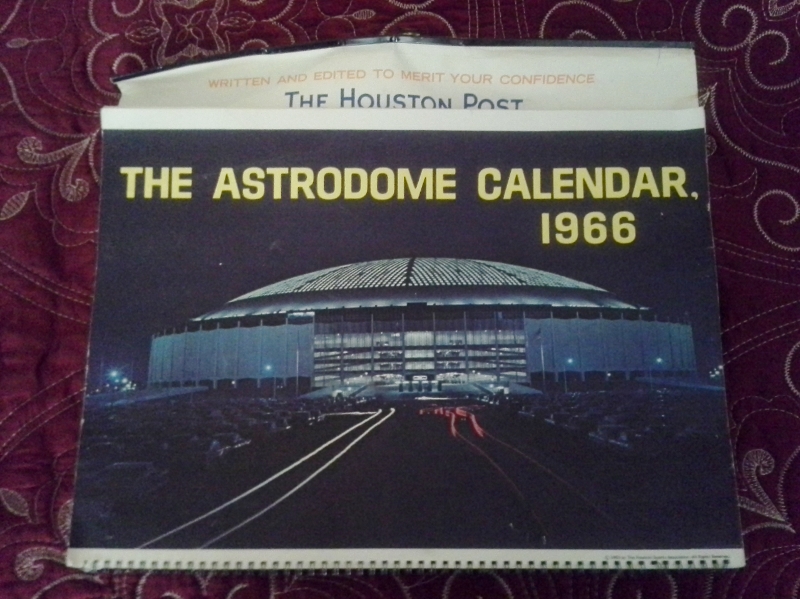 WRITTEN AND EDITED TO MERIT YOUR CONFIDENCE
THE HOUSTON POST
THE ASTRODOME CALENDAR,
1966